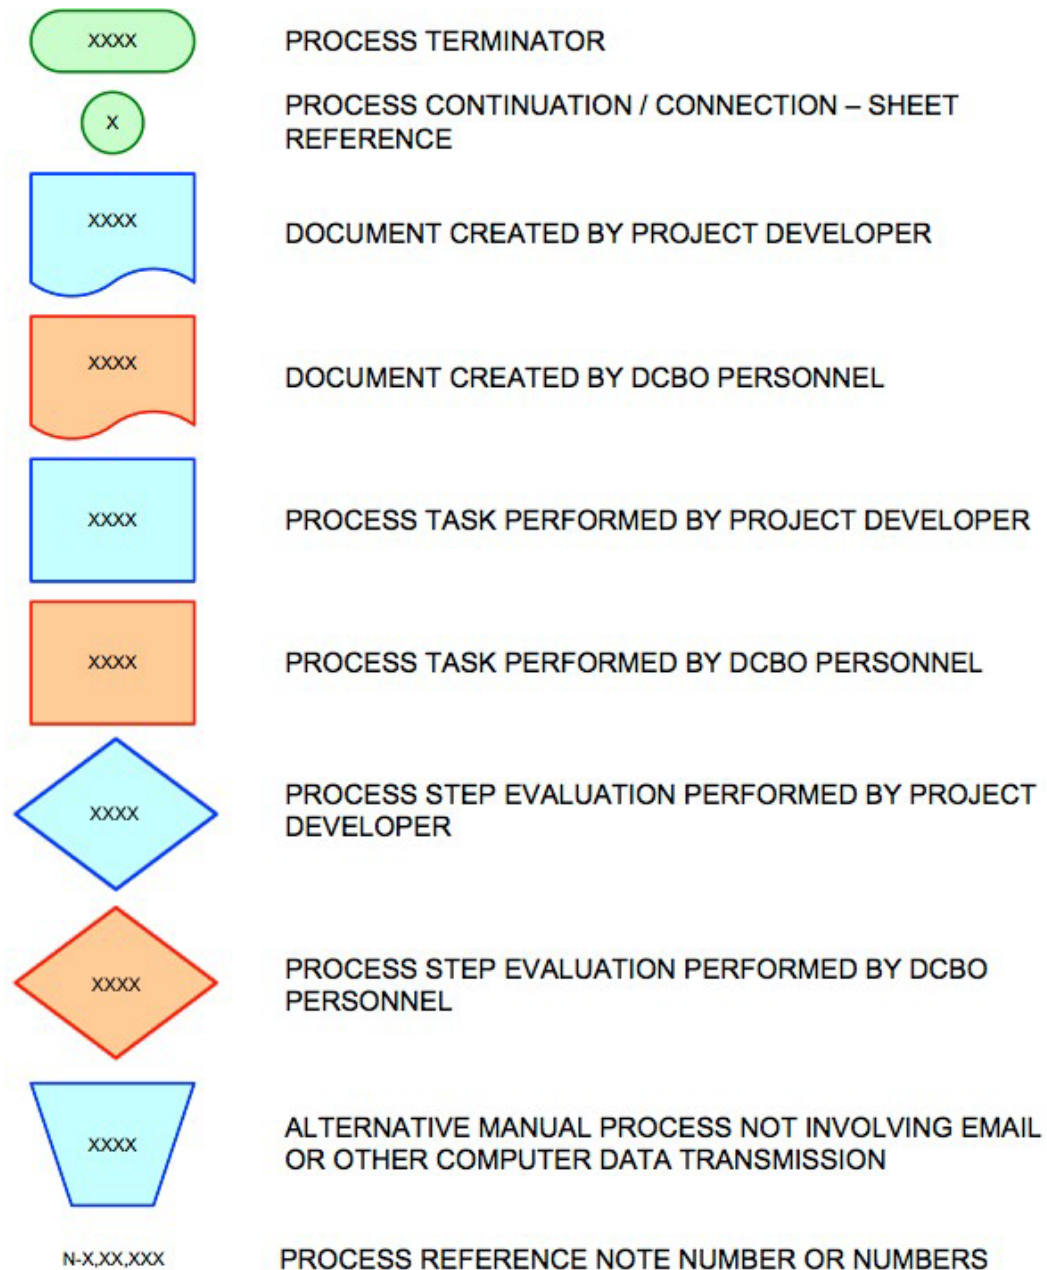 XXXX PROCESS TERMINATOR
X PROCESS CONTINUATION / CONNECTION – SHEET
REFERENCE
XXXX DOCUMENT CREATED BY PROJECT DEVELOPER
XXXX DOCUMENT CREATED BY DCBO PERSONNEL
XXXX PROCESS TASK PERFORMED BY PROJECT DEVELOPER
XXXX PROCESS TASK PERFORMED BY DCBO PERSONNEL
XXXX PROCESS STEP EVALUATION PERFORMED BY PROJECT
DEVELOPER
XXXX PROCESS STEP EVALUATION PERFORMED BY DCBO
PERSONNEL
XXXX ALTERNATIVE MANUAL PROCESS NOT INVOLVING EMAIL
OR OTHER COMPUTER DATA TRANSMISSION
N-X,XX,XXX PROCESS REFERENCE NOTE NUMBER OR NUMBERS